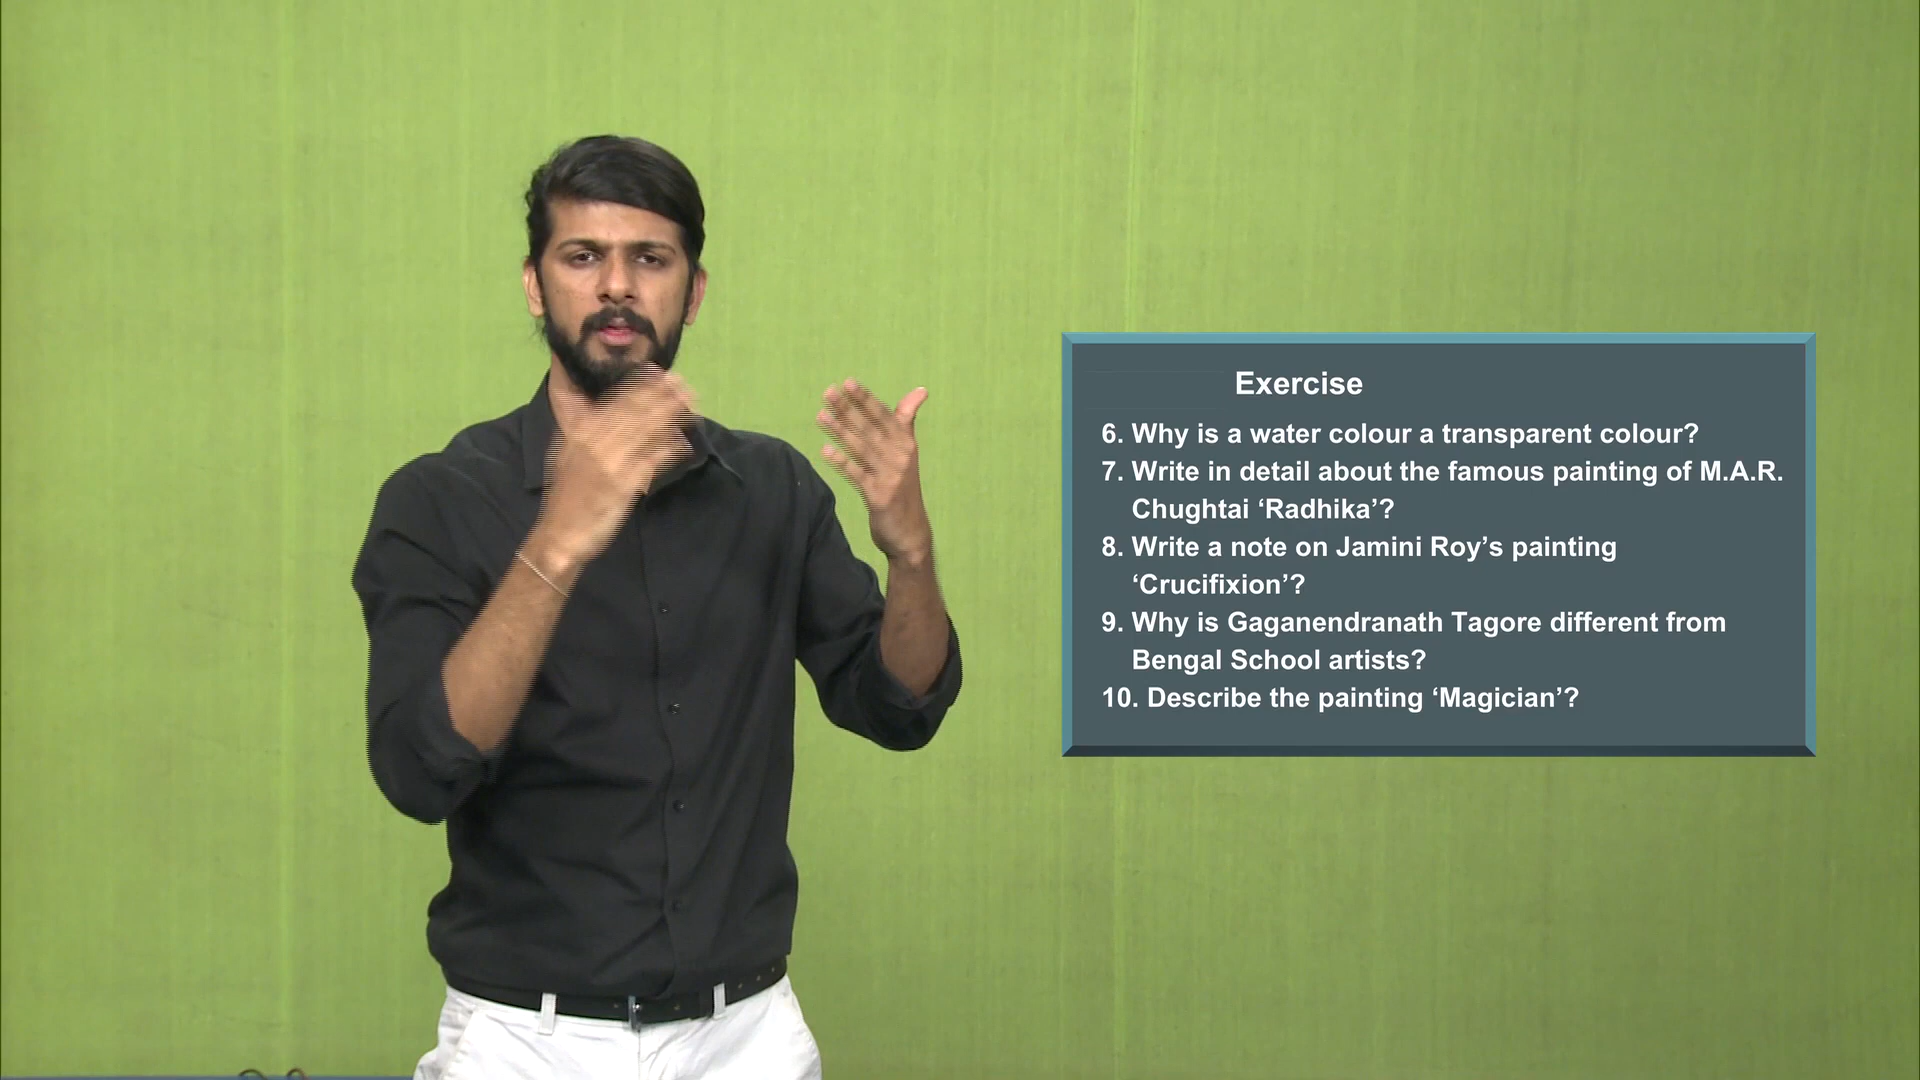 Exercise
6. Why is a water colour a transparent colour?
7. Write in detail about the famous painting of M.A.R.
Chughtai ‘Radhika’?
8. Write a note on Jamini Roy’s painting
‘Crucifixion’?
9. Why is Gaganendranath Tagore different from
Bengal School artists?
10. Describe the painting ‘Magician’?